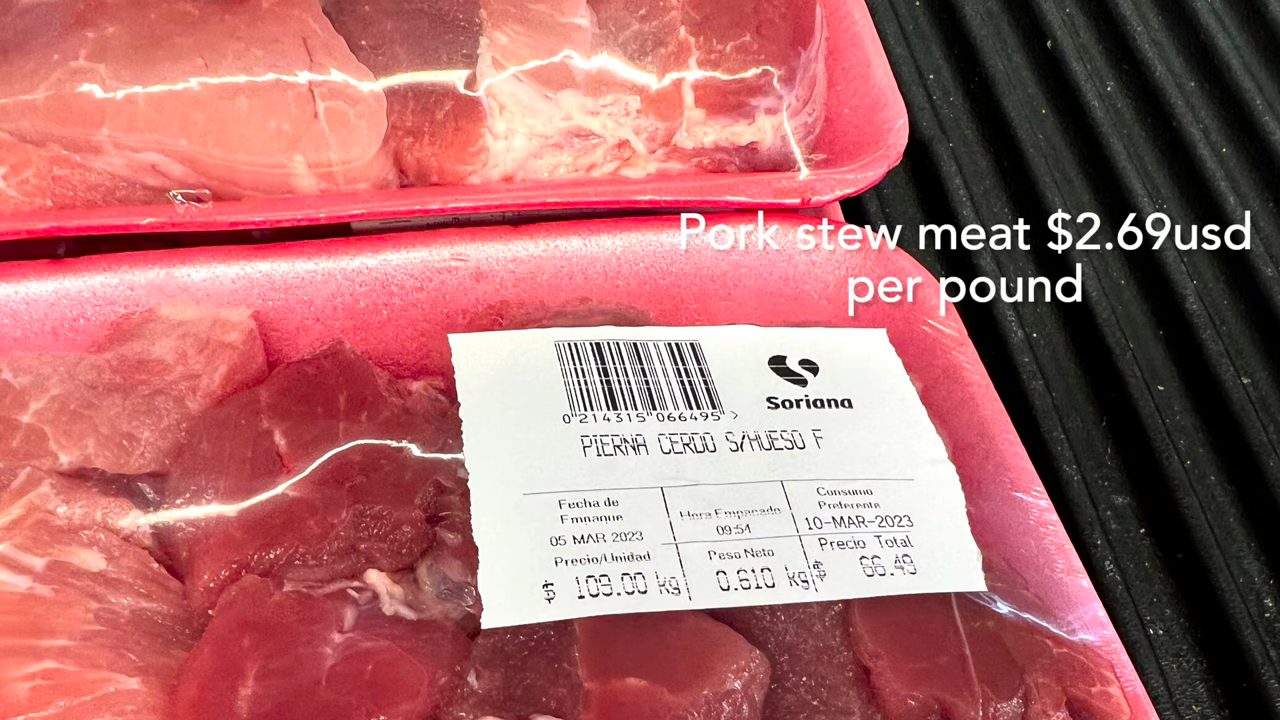 Pork stew meat $2.69usd
per pound
Soriana
0 214315 066495 >
PIERNA CERDO S/HUESO F
Fecha de
Empaque
05 MAR 2023
Hora Empacado
09:54
Consumo
Preferente
10-MAR-2023
Precio/Unidad
$ 109.00 kg
Peso Neto
0.610 kg
Precio Total
$ 66.49